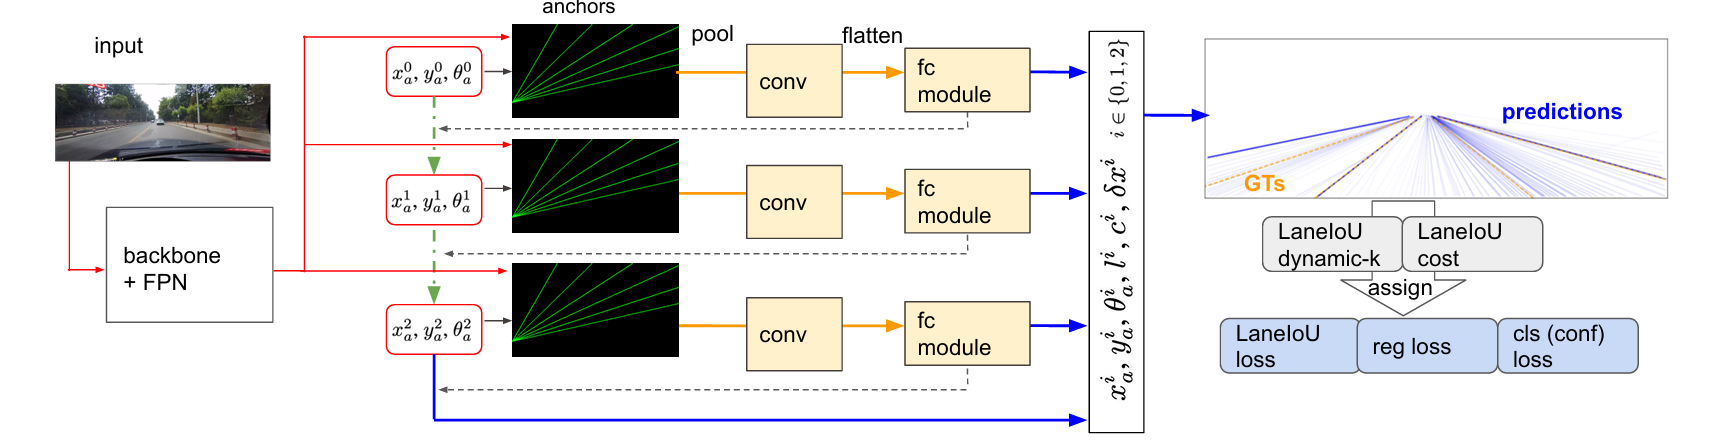 input
backbone
+ FPN
anchors
pool
flatten
x_a^0, y_a^0, θ_a^0
conv
fc
module
x_a^1, y_a^1, θ_a^1
conv
fc
module
x_a^2, y_a^2, θ_a^2
conv
fc
module
x_a^i, y_a^i, θ_a^i, l^i, c^i, δx^i i ∈ {0,1,2}
predictions
GTs
LaneIoU
dynamic-k
LaneIoU
cost
assign
LaneIoU
loss
reg loss
cls (conf)
loss